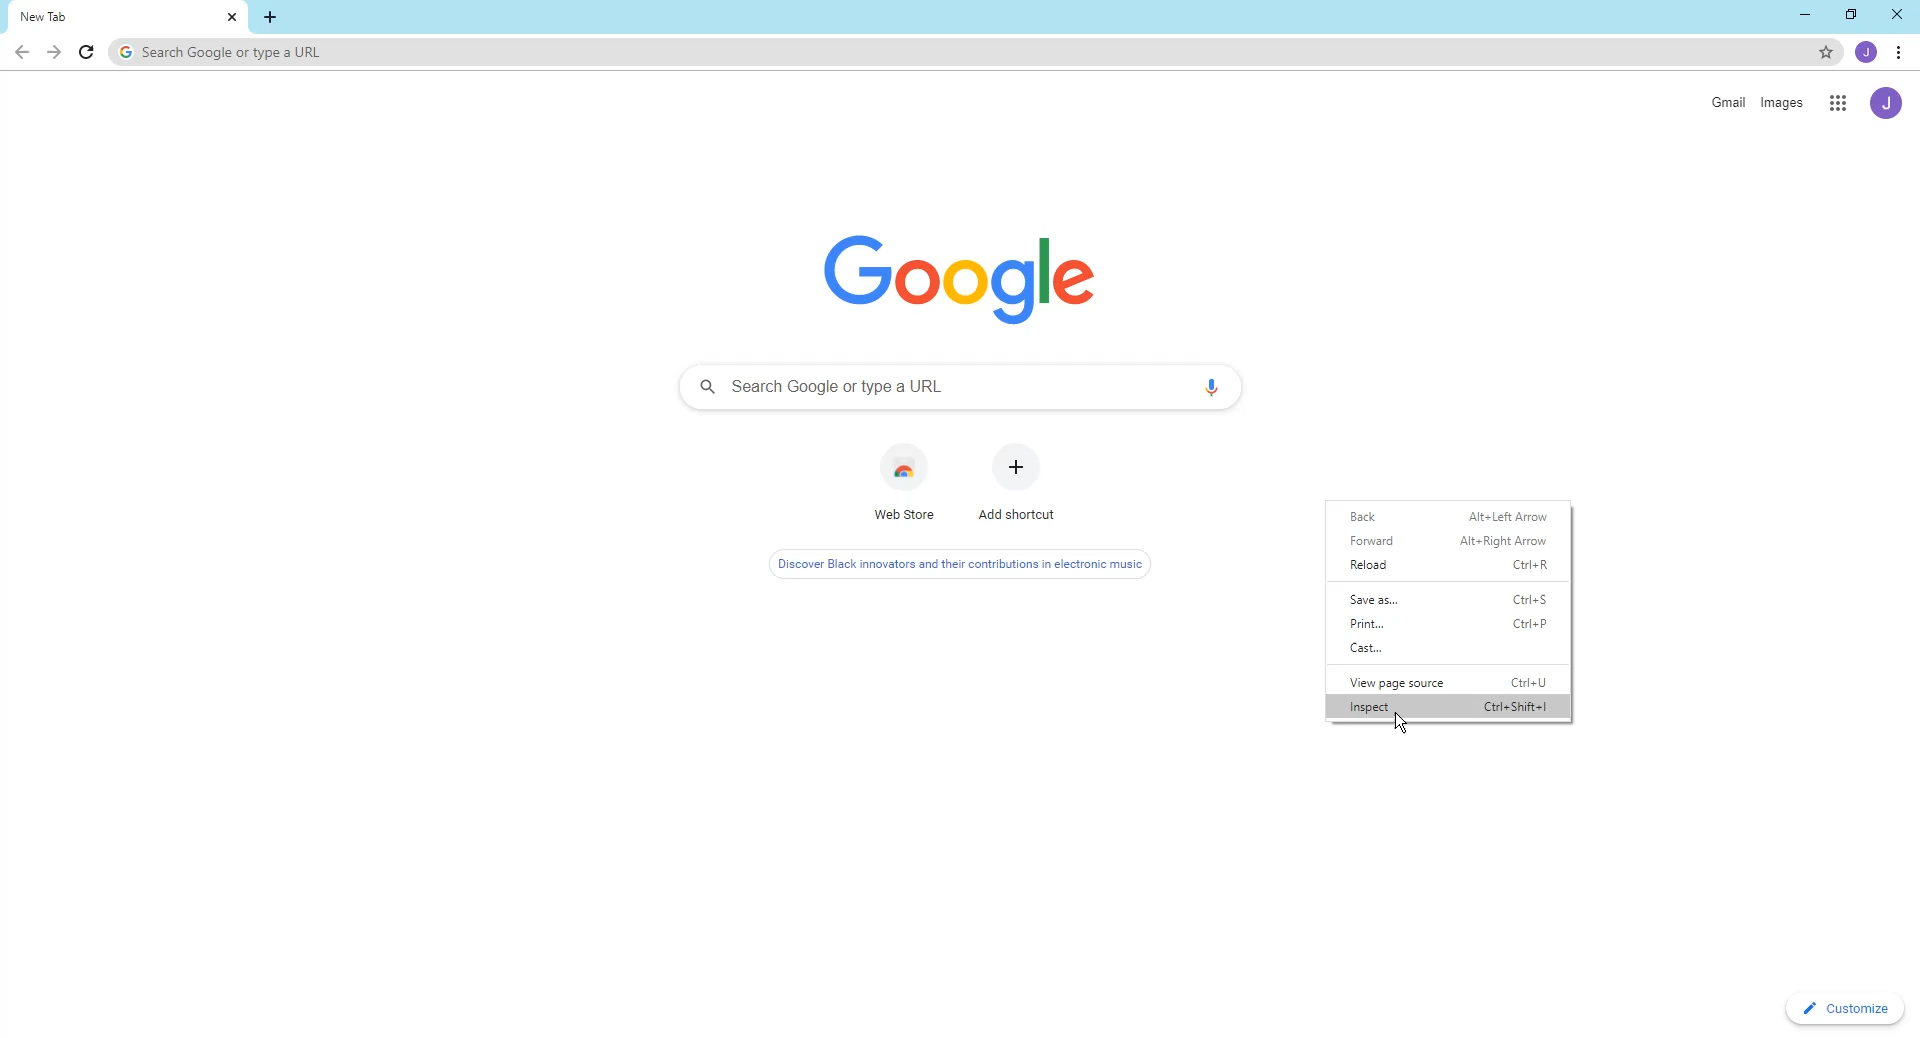 New Tab
Search Google or type a URL
J
Gmail Images J
Google
Search Google or type a URL
Web Store Add shortcut
Discover Black innovators and their contributions in electronic music
Back Alt+Left Arrow
Forward Alt+Right Arrow
Reload Ctrl+R
Save as... Ctrl+S
Print... Ctrl+P
Cast...
View page source Ctrl+U
Inspect Ctrl+Shift+I
Customize